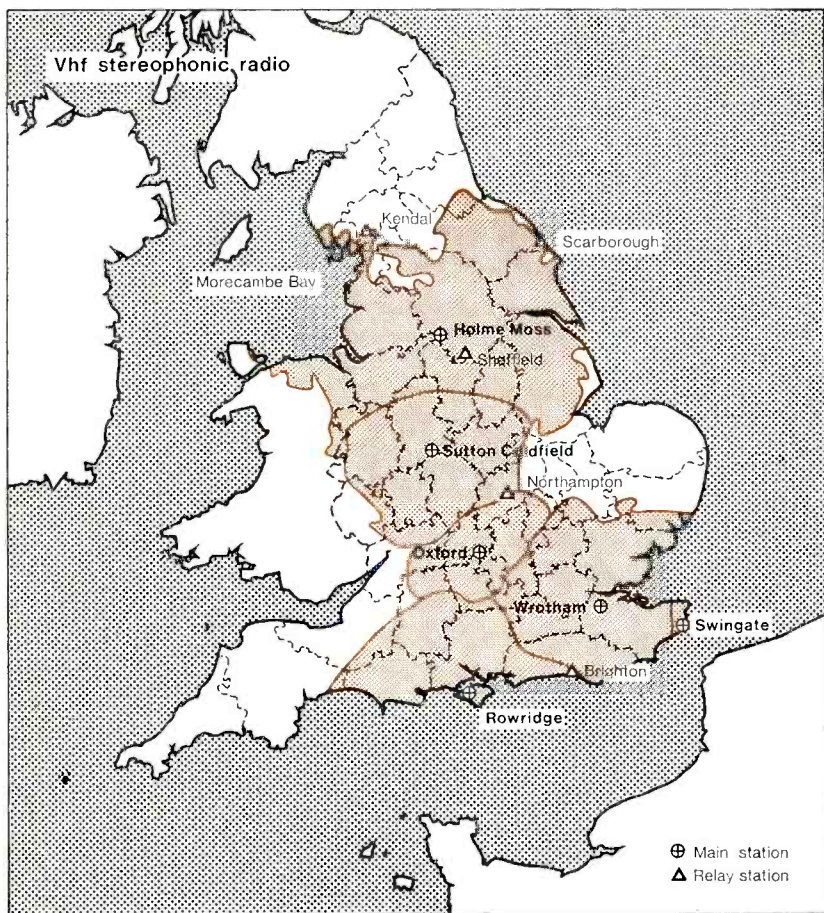 Vhf stereophonic radio
Kendal
Scarborough
Morecambe Bay
Holme Moss
Sheffield
Sutton Coldfield
Northampton
Oxford
Wrotham
Swingate
Brighton
Rowridge
Main station
Relay station